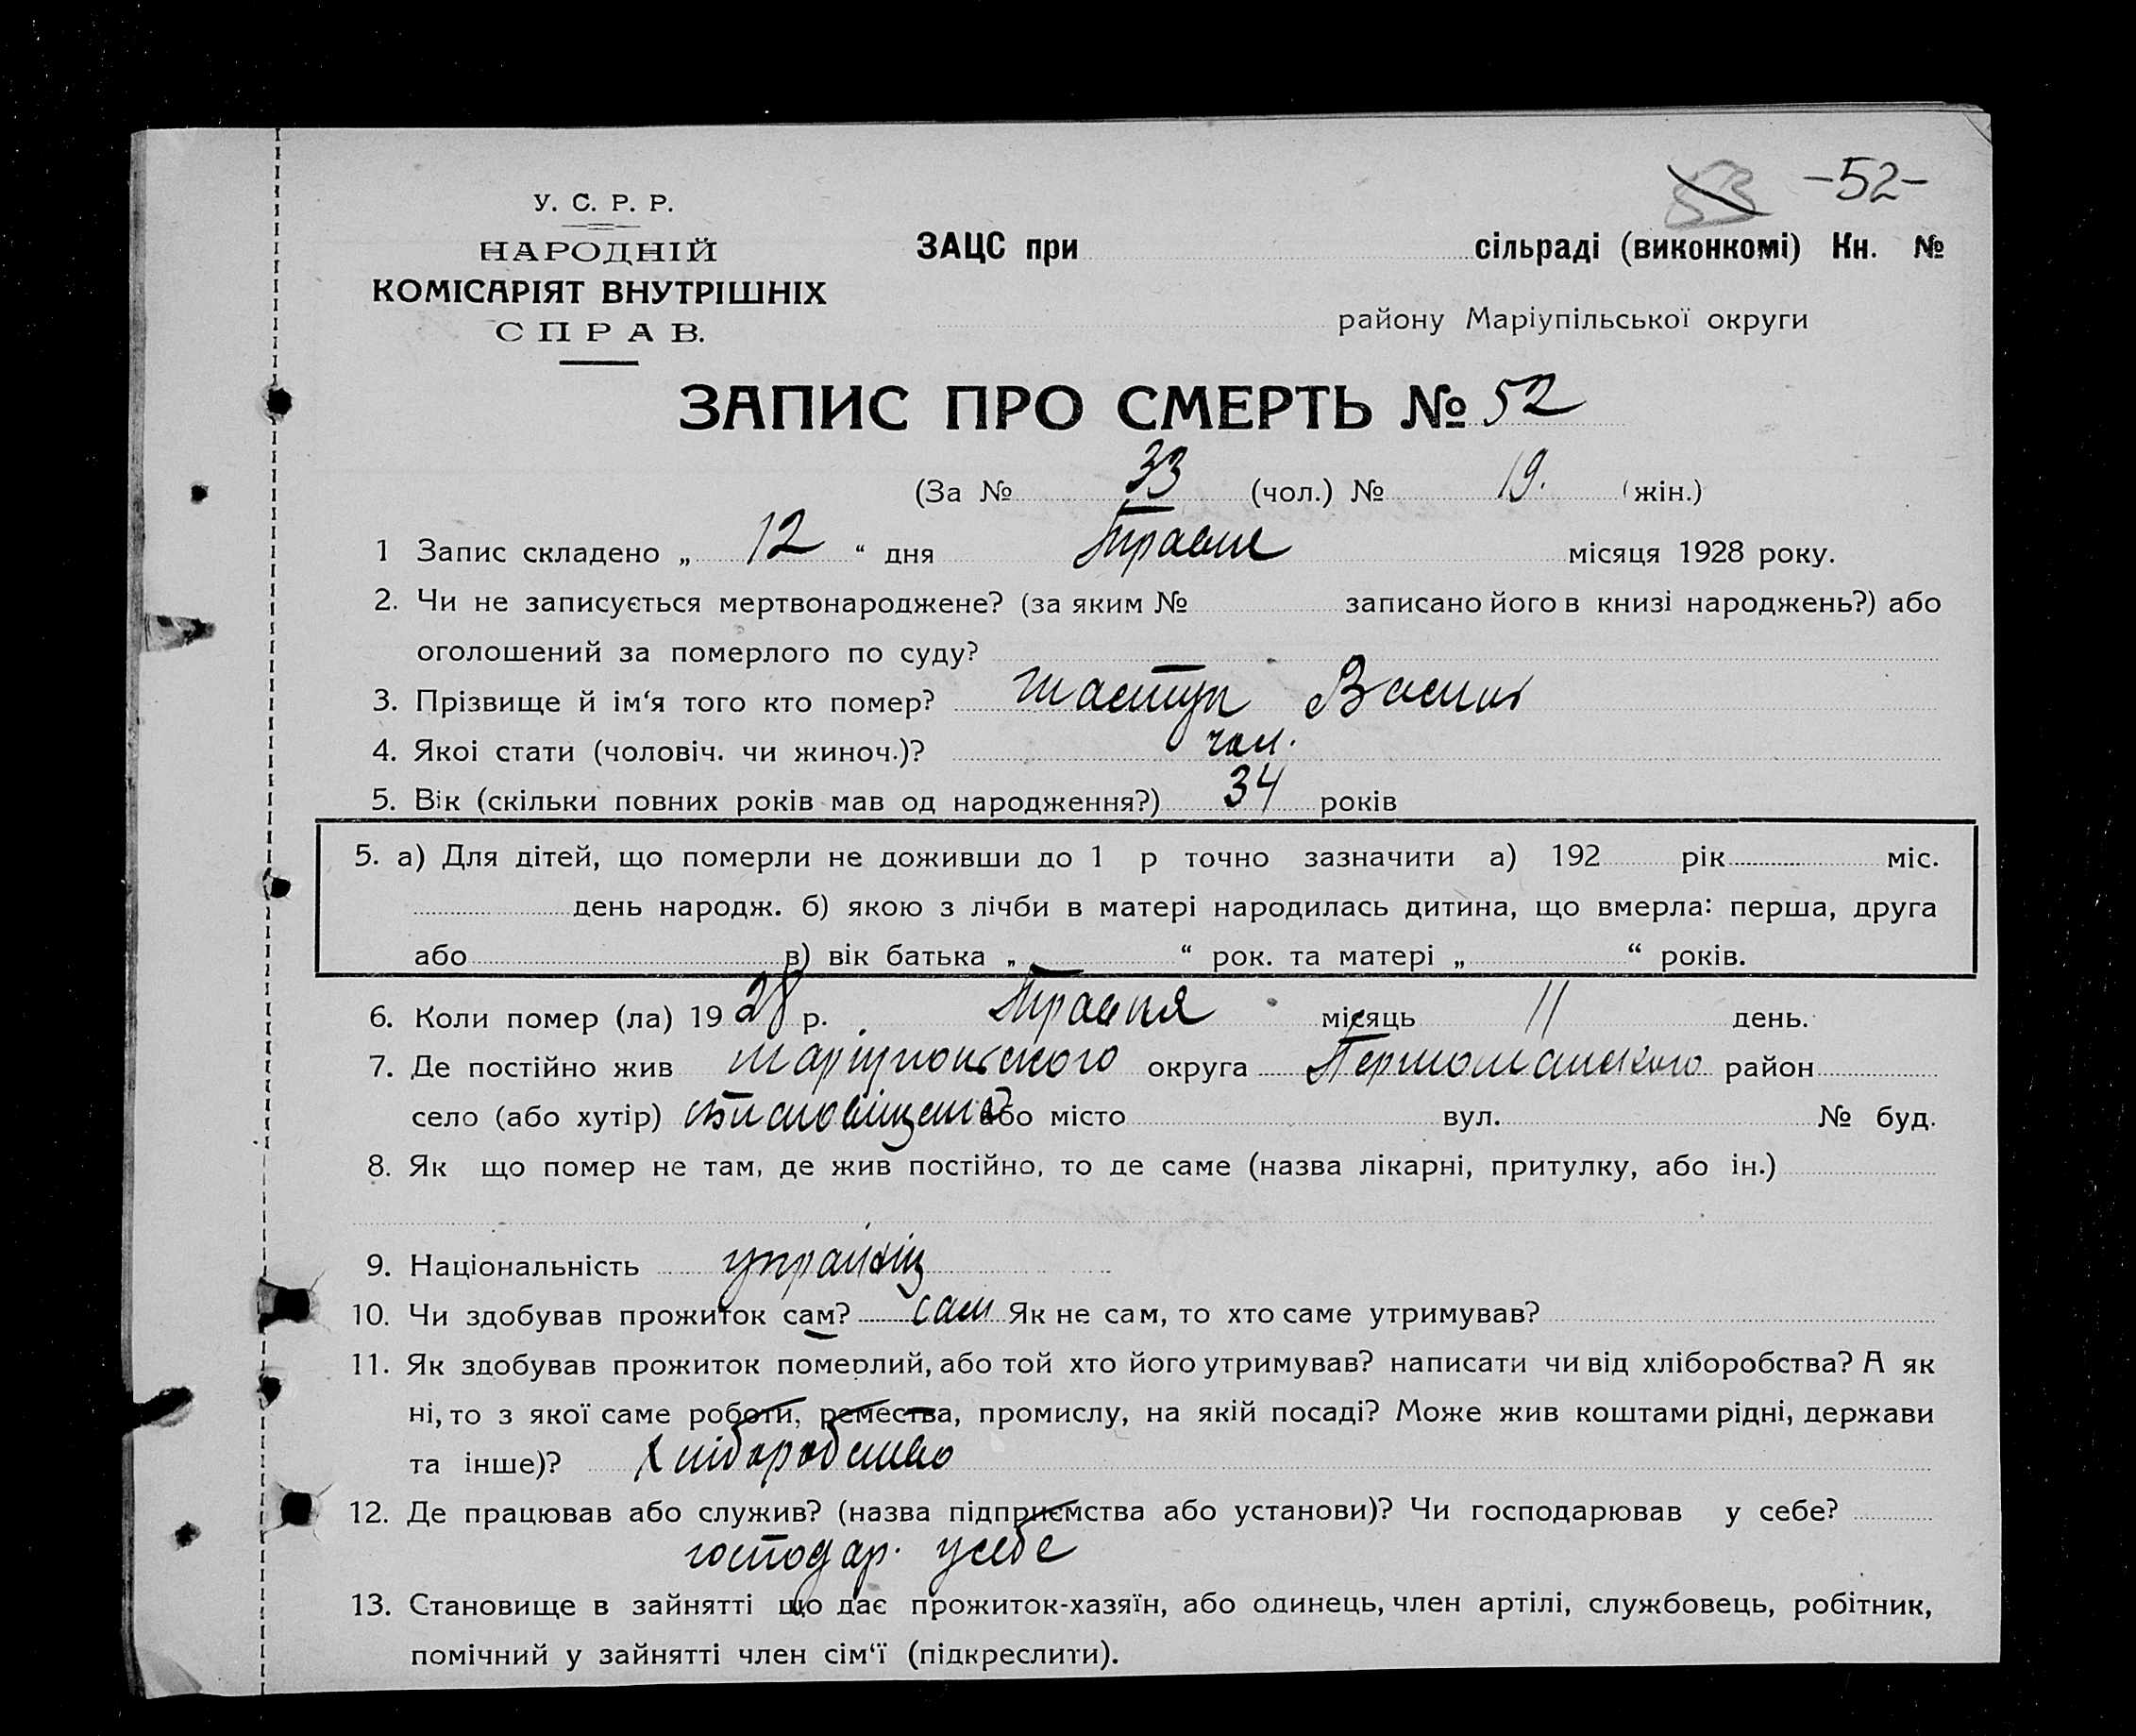 53 -52-
У. С. Р. Р.
НАРОДНІЙ
КОМІСАРІЯТ ВНУТРІШНІХ
СПРАВ.
ЗАЦС при сільраді (виконкомі) Кн. №
району Маріупільської округи
ЗАПИС ПРО СМЕРТЬ № 52
(За № 33 (чол.) № 19. (жін.)
1 Запис складено „ 12 “ дня Травня місяця 1928 року.
2. Чи не записується мертвонароджене? (за яким № записано його в книзі народжень?) або
оголошений за померлого по суду?
3. Прізвище й ім‘я того кто помер? Василь
4. Якоі стати (чоловіч. чи жиноч.)? чол.
5. Вік (скільки повних років мав од народження?) 34 років
5. а) Для дітей, що померли не доживши до 1 р точно зазначити а) 192 рік міс.
день народж. б) якою з лічби в матері народилась дитина, що вмерла: перша, друга
або в) вік батька „ “ рок. та матері „ “ років.
6. Коли помер (ла) 1928 р. Травня місяць 11 день.
7. Де постійно жив Маріупольского округа район
село (або хутір) або місто вул. № буд.
8. Як що помер не там, де жив постійно, то де саме (назва лікарні, притулку, або ін.)
9. Національність українец
10. Чи здобував прожиток сам? сам Як не сам, то хто саме утримував?
11. Як здобував прожиток померлий, або той хто його утримував? написати чи від хліборобства? А як
ні, то з якої саме роботи, ремества, промислу, на якій посаді? Може жив коштами рідні, держави
та інше)? хліборобство
12. Де працював або служив? (назва підприємства або установи)? Чи господарював у себе?
господар. у себе
13. Становище в зайнятті що дає прожиток-хазяїн, або одинець, член артілі, службовець, робітник,
помічний у зайнятті член сім‘ї (підкреслити).